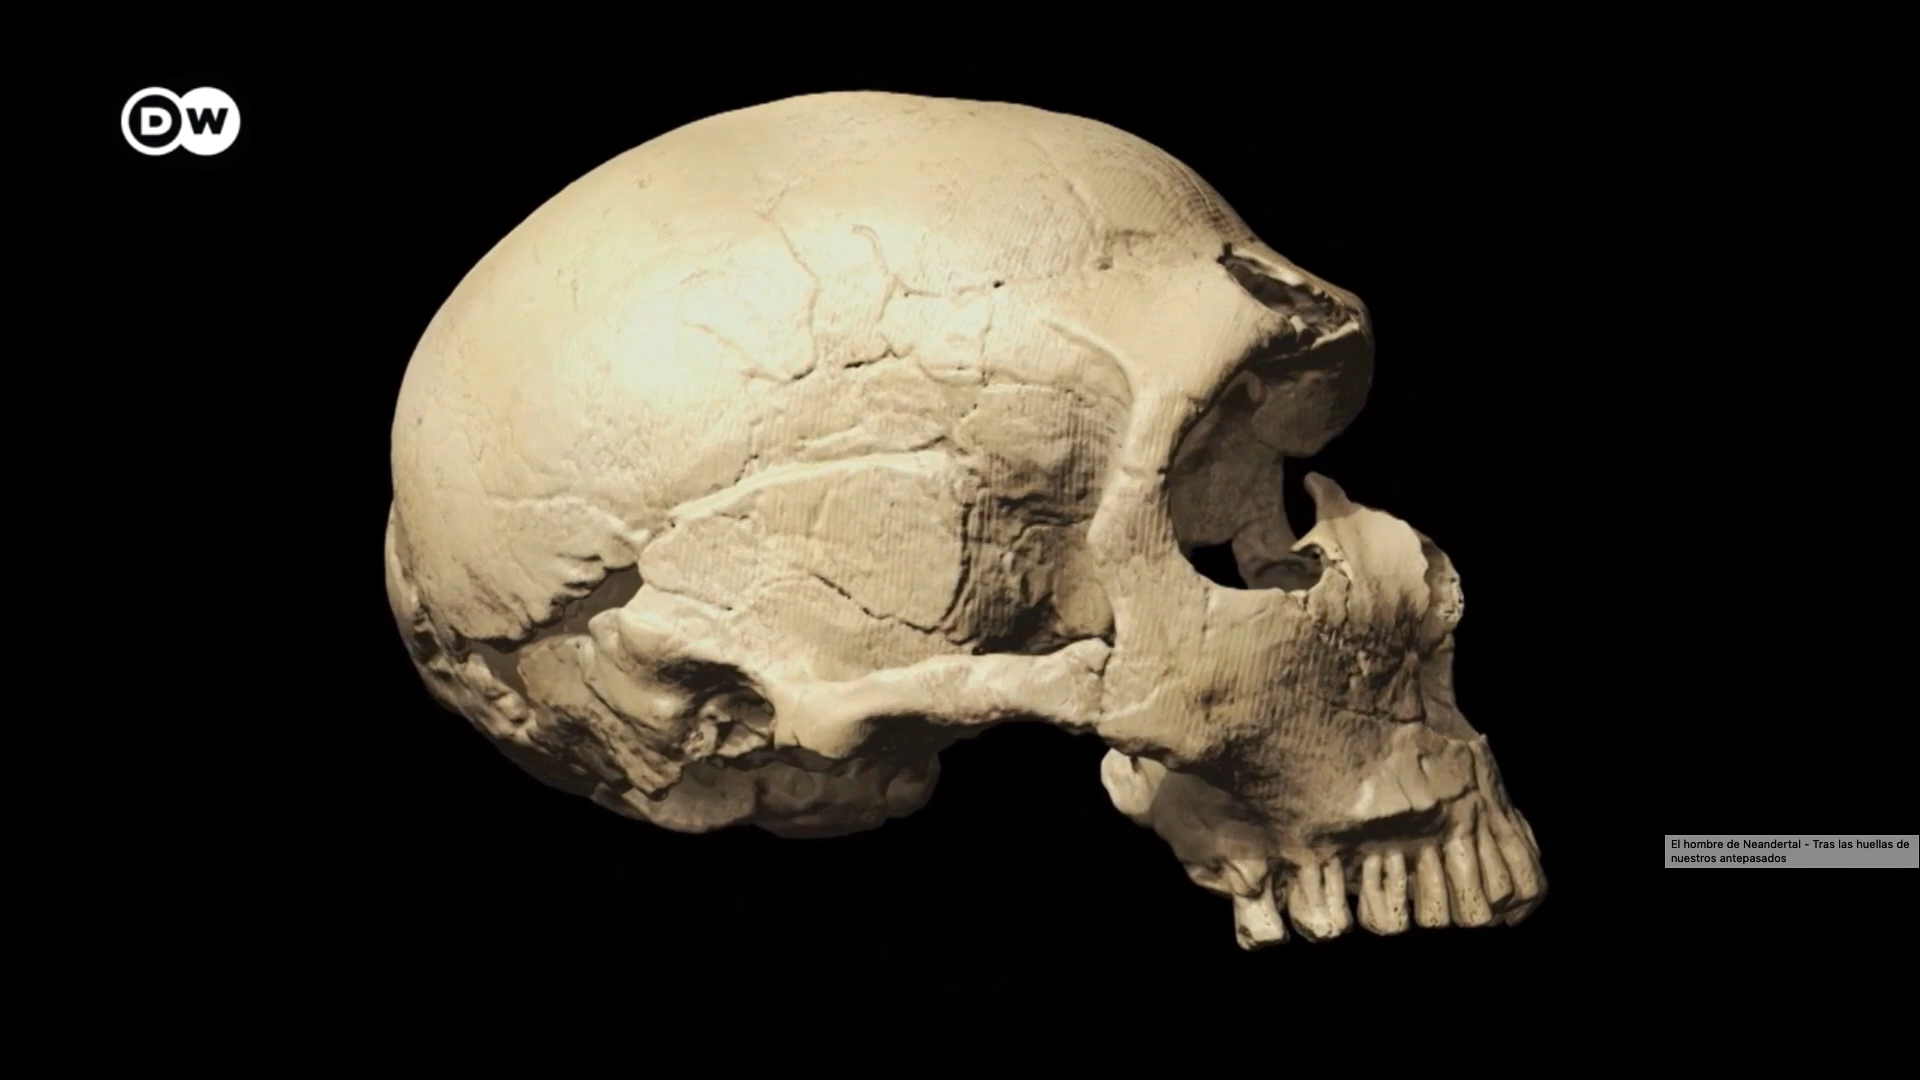 DW
El hombre de Neandertal - Tras las huellas de
nuestros antepasados